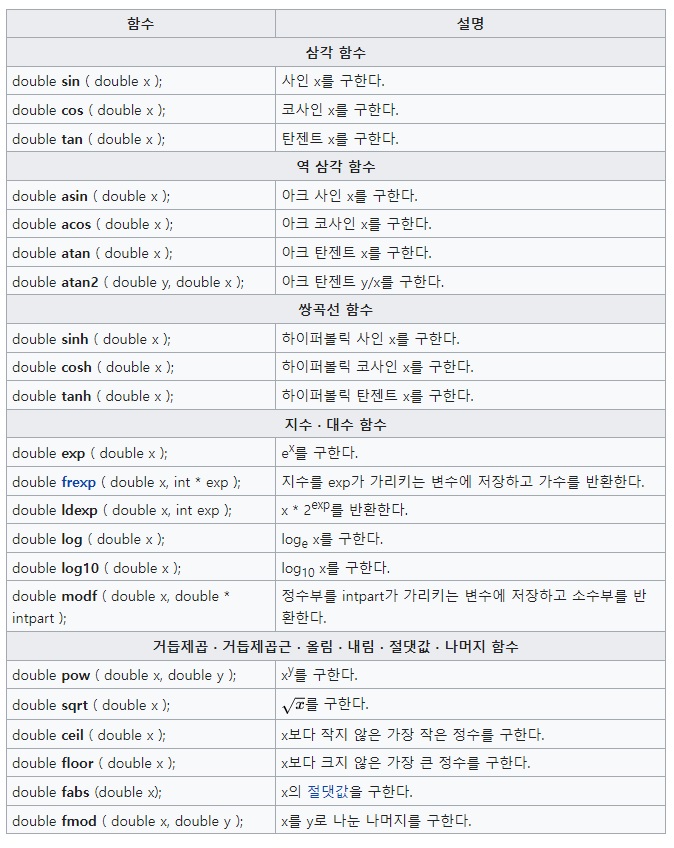 함수 설명
삼각 함수
double sin ( double x ); 사인 x를 구한다.
double cos ( double x ); 코사인 x를 구한다.
double tan ( double x ); 탄젠트 x를 구한다.
역 삼각 함수
double asin ( double x ); 아크 사인 x를 구한다.
double acos ( double x ); 아크 코사인 x를 구한다.
double atan ( double x ); 아크 탄젠트 x를 구한다.
double atan2 ( double y, double x ); 아크 탄젠트 y/x를 구한다.
쌍곡선 함수
double sinh ( double x ); 하이퍼볼릭 사인 x를 구한다.
double cosh ( double x ); 하이퍼볼릭 코사인 x를 구한다.
double tanh ( double x ); 하이퍼볼릭 탄젠트 x를 구한다.
지수 · 대수 함수
double exp ( double x ); eˣ를 구한다.
double frexp ( double x, int * exp ); 지수를 exp가 가리키는 변수에 저장하고 가수를 반환한다.
double ldexp ( double x, int exp ); x * 2ᵉˣᵖ를 반환한다.
double log ( double x ); logₑ x를 구한다.
double log10 ( double x ); log₁₀ x를 구한다.
double modf ( double x, double *
intpart );
정수부를 intpart가 가리키는 변수에 저장하고 소수부를 반
환한다.
거듭제곱 · 거듭제곱근 · 올림 · 내림 · 절댓값 · 나머지 함수
double pow ( double x, double y ); xʸ를 구한다.
double sqrt ( double x ); √x를 구한다.
double ceil ( double x ); x보다 작지 않은 가장 작은 정수를 구한다.
double floor ( double x ); x보다 크지 않은 가장 큰 정수를 구한다.
double fabs (double x); x의 절댓값을 구한다.
double fmod ( double x, double y ); x를 y로 나눈 나머지를 구한다.